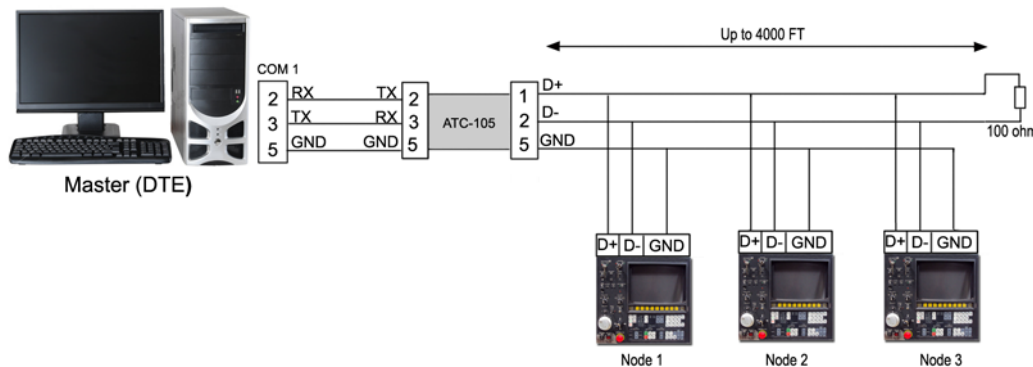 Up to 4000 FT
COM 1
2 RX TX 2
3 TX RX 3
5 GND GND 5
ATC-105
1 D+
2 D-
5 GND
100 ohm
Master (DTE)
D+ D- GND
D+ D- GND
D+ D- GND
Node 1
Node 2
Node 3